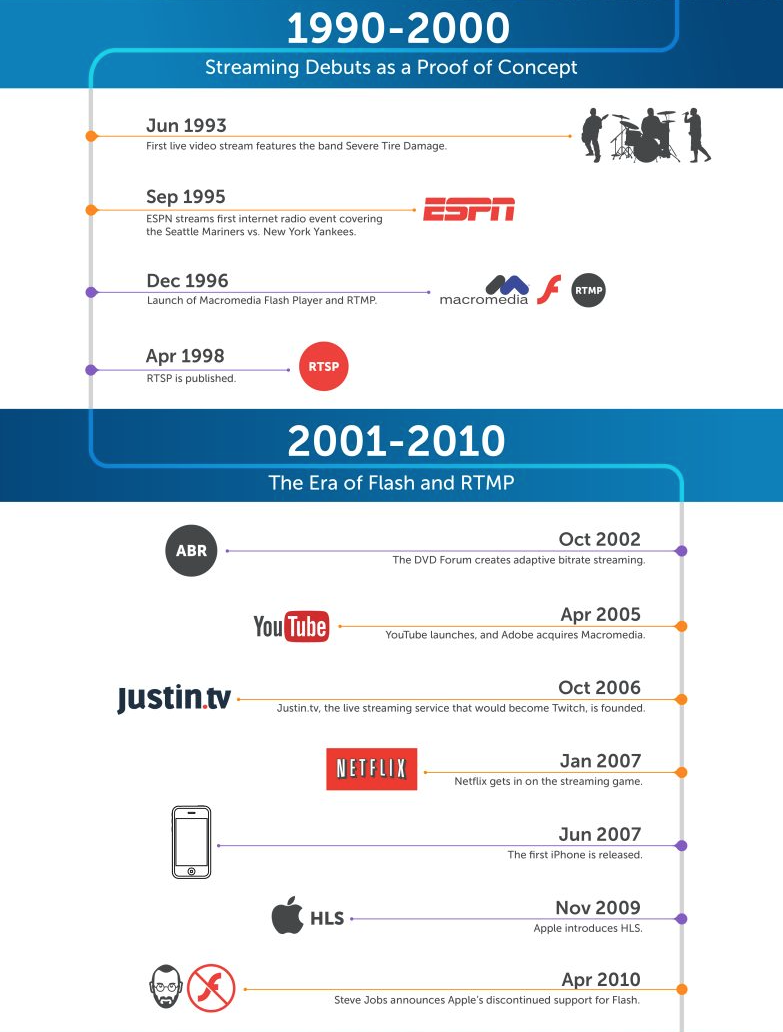 1990-2000
Streaming Debuts as a Proof of Concept
Jun 1993
First live video stream features the band Severe Tire Damage.
Sep 1995
ESPN streams first internet radio event covering
the Seattle Mariners vs. New York Yankees.
ESPN
Dec 1996
Launch of Macromedia Flash Player and RTMP.
macromedia
RTMP
Apr 1998
RTSP is published.
RTSP
2001-2010
The Era of Flash and RTMP
ABR
Oct 2002
The DVD Forum creates adaptive bitrate streaming.
YouTube
Apr 2005
YouTube launches, and Adobe acquires Macromedia.
Justin.tv
Oct 2006
Justin.tv, the live streaming service that would become Twitch, is founded.
NETFLIX
Jan 2007
Netflix gets in on the streaming game.
Jun 2007
The first iPhone is released.
HLS
Nov 2009
Apple introduces HLS.
Apr 2010
Steve Jobs announces Apple's discontinued support for Flash.